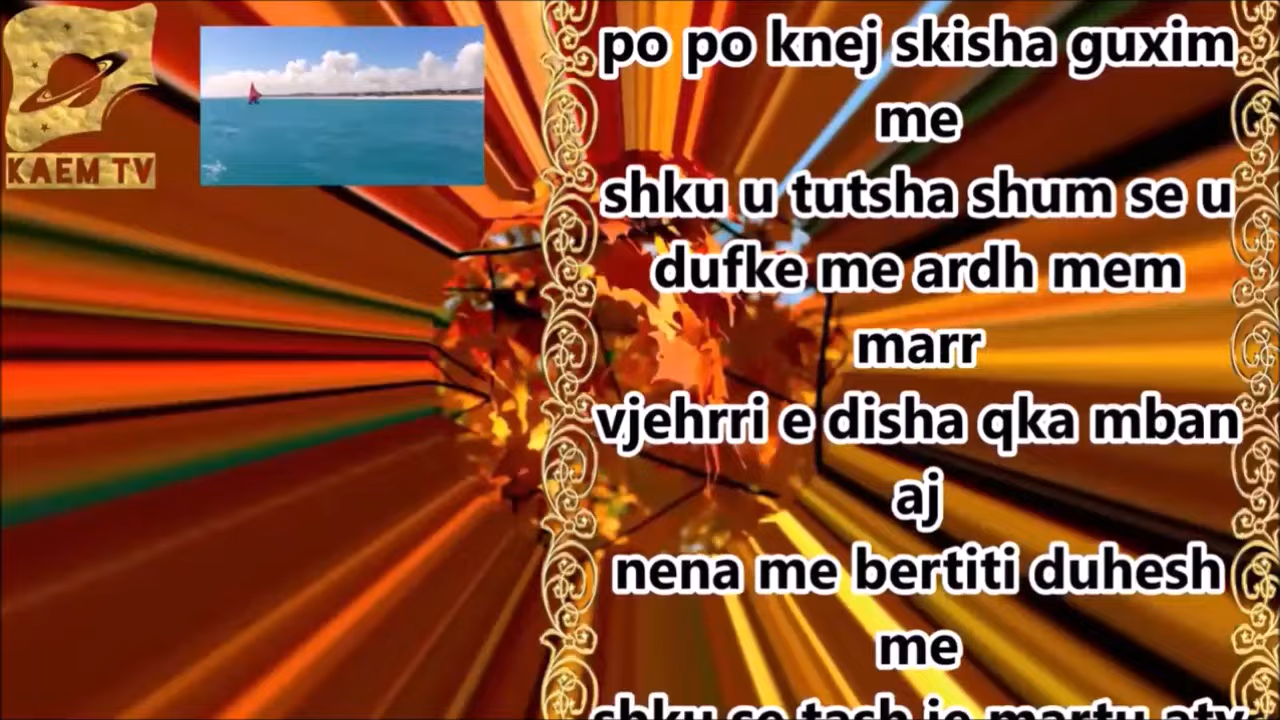 KAEM TV
po po knej skisha guxim
me
shku u tutsha shum se u
dufke me ardh mem
marr
vjehrri e disha qka mban
aj
nena me bertiti duhesh
me
shku se tash je martu aty